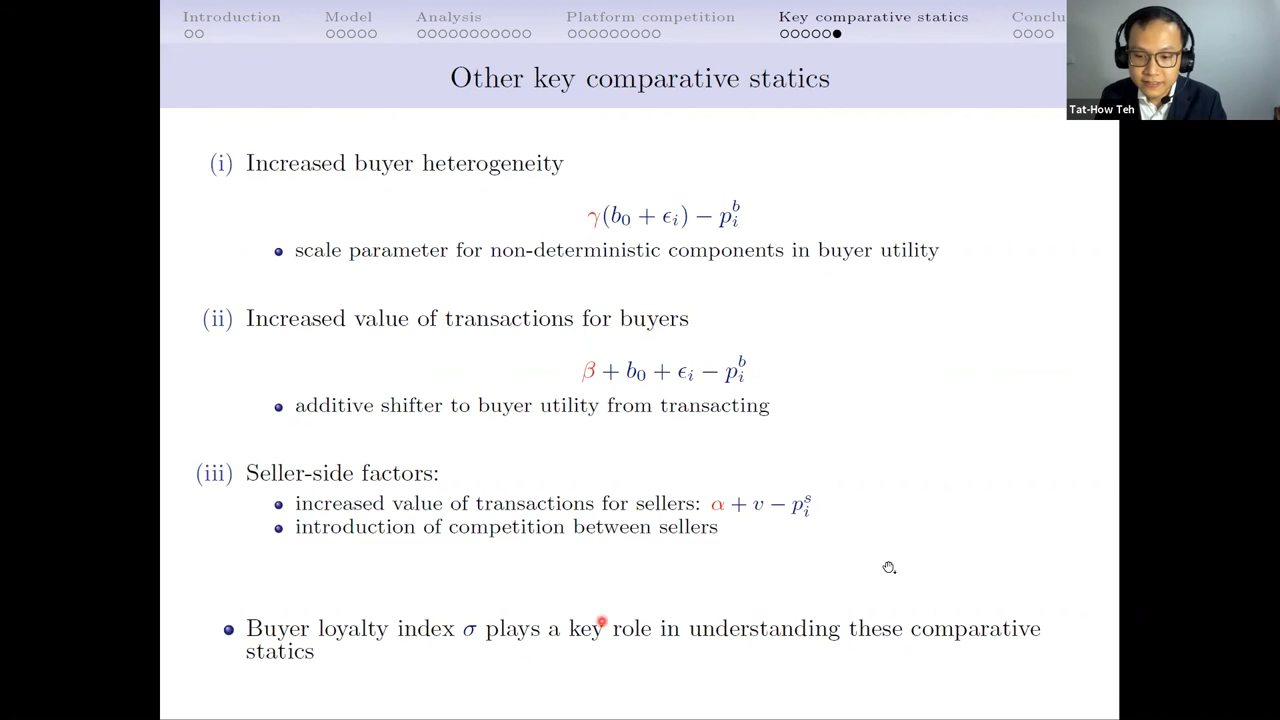 Introduction Model Analysis Platform competition Key comparative statics Conclu
Other key comparative statics
Tat-How Teh
(i) Increased buyer heterogeneity
γ(b₀ + ϵᵢ) − pᵢᵇ
scale parameter for non-deterministic components in buyer utility
(ii) Increased value of transactions for buyers
β + b₀ + ϵᵢ − pᵢᵇ
additive shifter to buyer utility from transacting
(iii) Seller-side factors:
increased value of transactions for sellers: α + v − pᵢˢ
introduction of competition between sellers
Buyer loyalty index σ plays a key role in understanding these comparative
statics